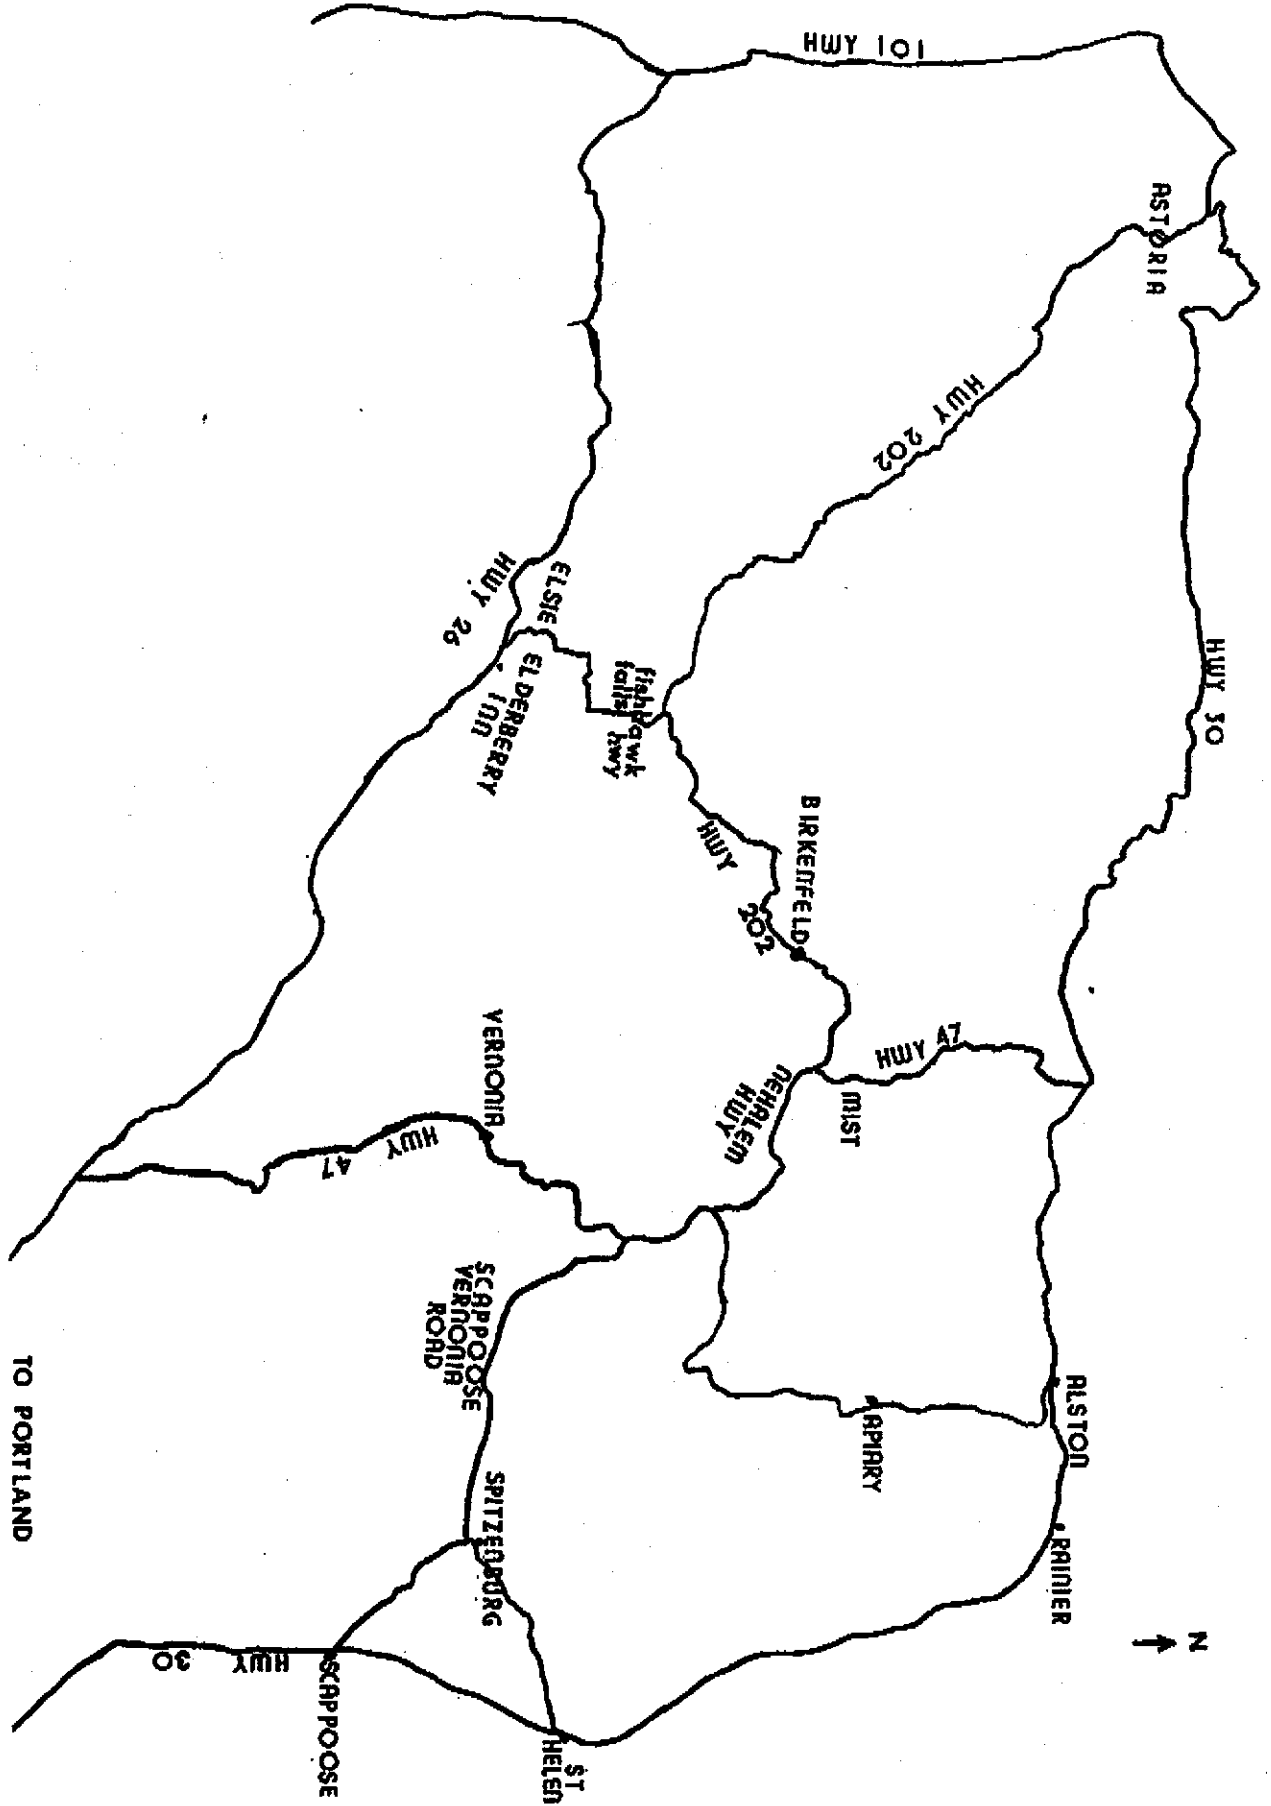 HWY 101
ASTORIA
HWY 202
HWY 30
HWY 26
ELSIE
ELDERBERRY
INN
fishhawk
falls hwy
HWY 202
BIRKENFELD
HWY 47
MIST
NEHALEM
HWY
VERNONIA
HWY 47
SCAPPOOSE
VERNONIA
ROAD
SPITZENBURG
APIARY
ALSTON
RAINIER
N
HWY 30
SCAPPOOSE
ST
HELEN
TO PORTLAND